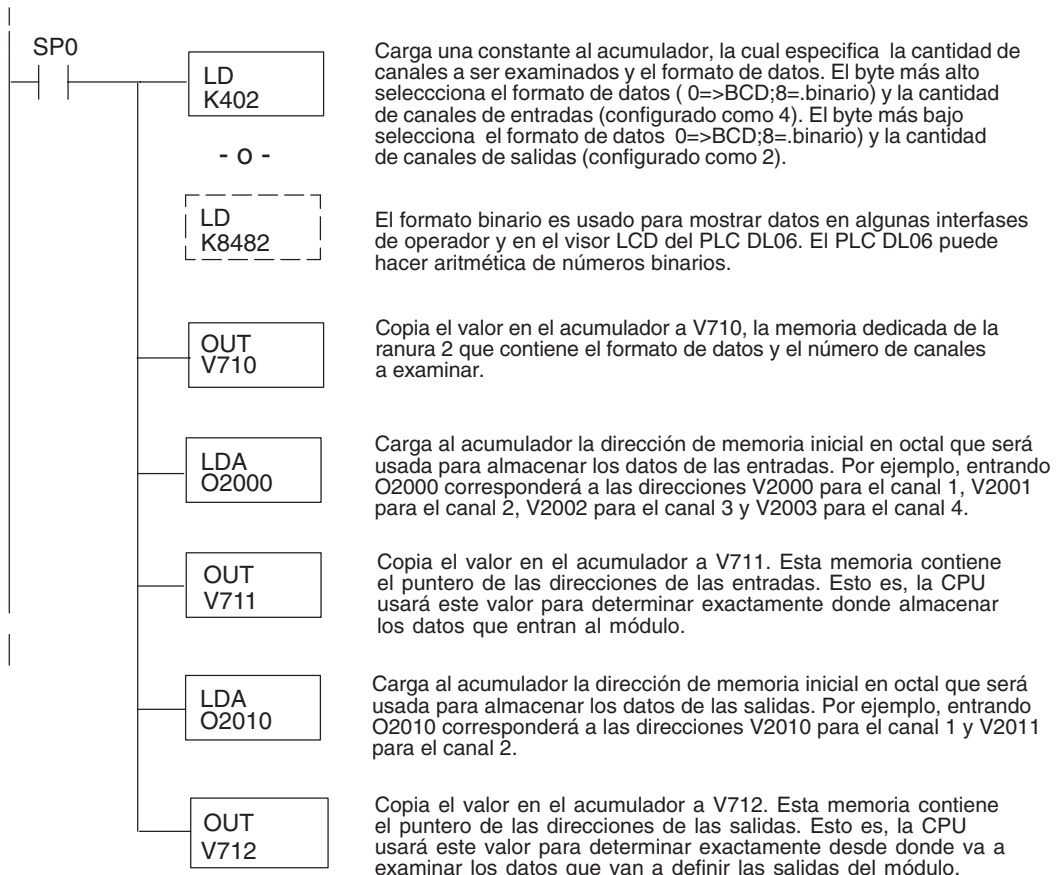 SP0
LD
K402
Carga una constante al acumulador, la cual especifica la cantidad de
canales a ser examinados y el formato de datos. El byte más alto
seleccciona el formato de datos ( 0=>BCD;8=.binario) y la cantidad
de canales de entradas (configurado como 4). El byte más bajo
selecciona el formato de datos 0=>BCD;8=.binario) y la cantidad
de canales de salidas (configurado como 2).
- o -
LD
K8482
El formato binario es usado para mostrar datos en algunas interfases
de operador y en el visor LCD del PLC DL06. El PLC DL06 puede
hacer aritmética de números binarios.
OUT
V710
Copia el valor en el acumulador a V710, la memoria dedicada de la
ranura 2 que contiene el formato de datos y el número de canales
a examinar.
LDA
O2000
Carga al acumulador la dirección de memoria inicial en octal que será
usada para almacenar los datos de las entradas. Por ejemplo, entrando
O2000 corresponderá a las direcciones V2000 para el canal 1, V2001
para el canal 2, V2002 para el canal 3 y V2003 para el canal 4.
OUT
V711
Copia el valor en el acumulador a V711. Esta memoria contiene
el puntero de las direcciones de las entradas. Esto es, la CPU
usará este valor para determinar exactamente donde almacenar
los datos que entran al módulo.
LDA
O2010
Carga al acumulador la dirección de memoria inicial en octal que será
usada para almacenar los datos de las salidas. Por ejemplo, entrando
O2010 corresponderá a las direcciones V2010 para el canal 1 y V2011
para el canal 2.
OUT
V712
Copia el valor en el acumulador a V712. Esta memoria contiene
el puntero de las direcciones de las salidas. Esto es, la CPU
usará este valor para determinar exactamente desde donde va a
examinar los datos que van a definir las salidas del módulo.